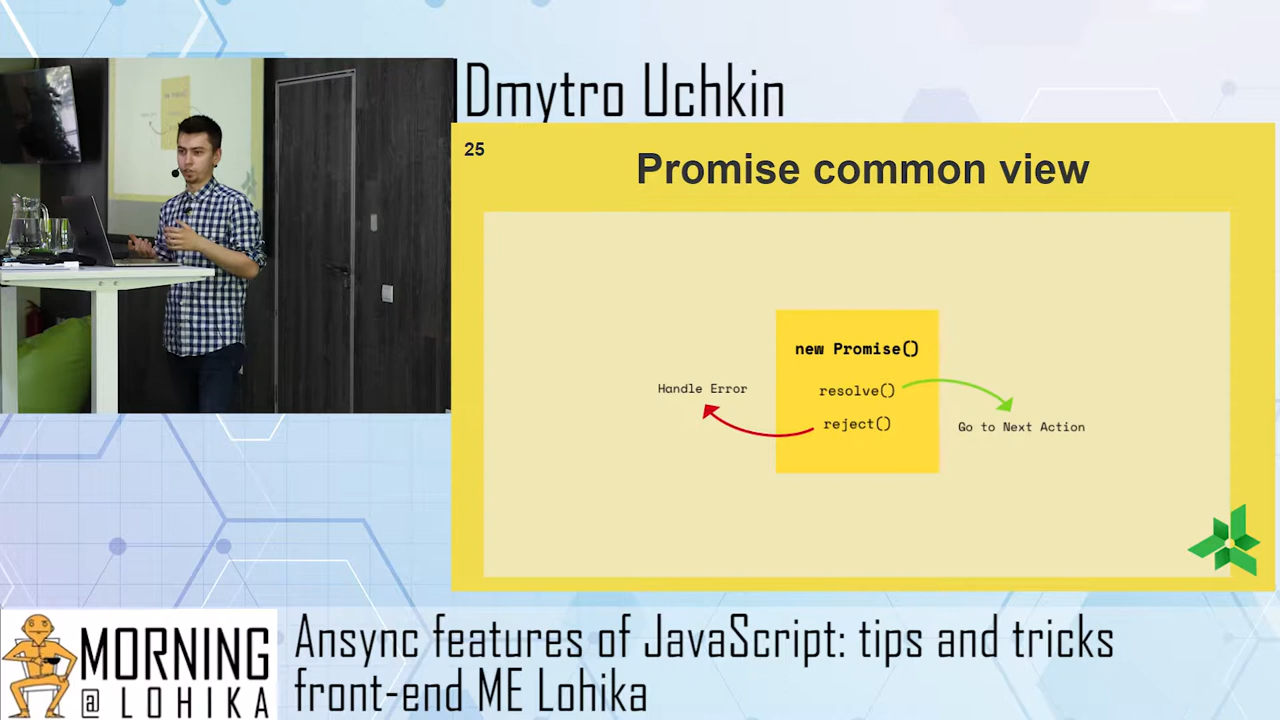 Dmytro Uchkin
25
Promise common view
new Promise()
Handle Error
resolve()
reject()
Go to Next Action
MORNING
@ LOHIKA
Ansync features of JavaScript: tips and tricks
front-end ME Lohika